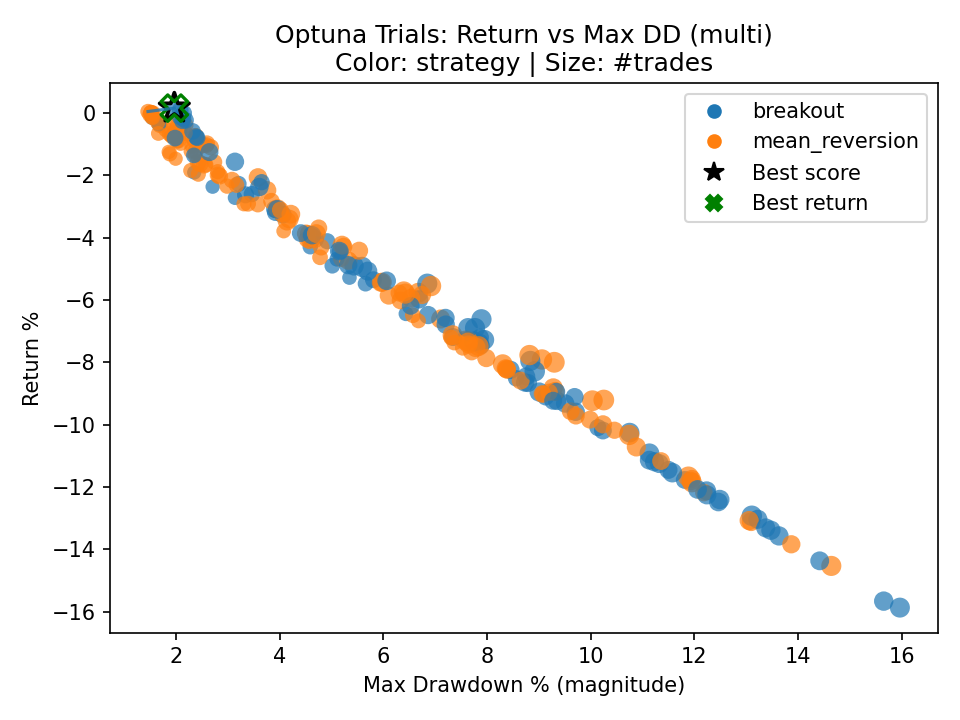 Optuna Trials: Return vs Max DD (multi)
Color: strategy | Size: #trades
breakout
mean_reversion
Best score
Best return
Return %
0
−2
−4
−6
−8
−10
−12
−14
−16
2 4 6 8 10 12 14 16
Max Drawdown % (magnitude)